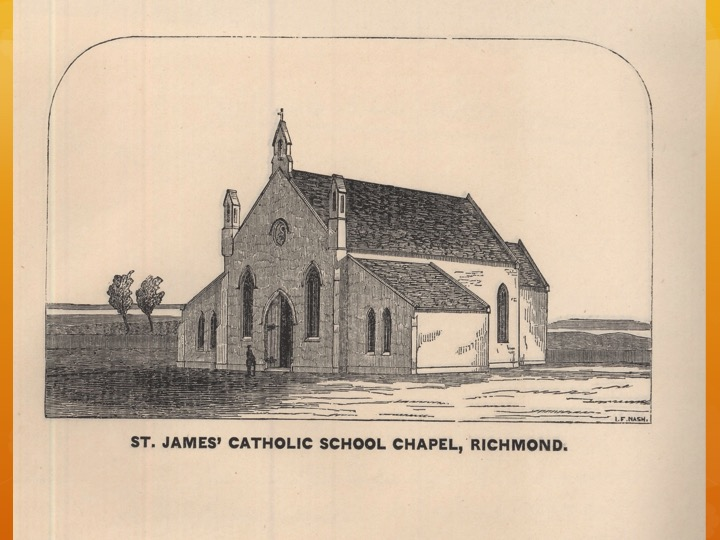 I. F. NASH.
ST. JAMES' CATHOLIC SCHOOL CHAPEL, RICHMOND.